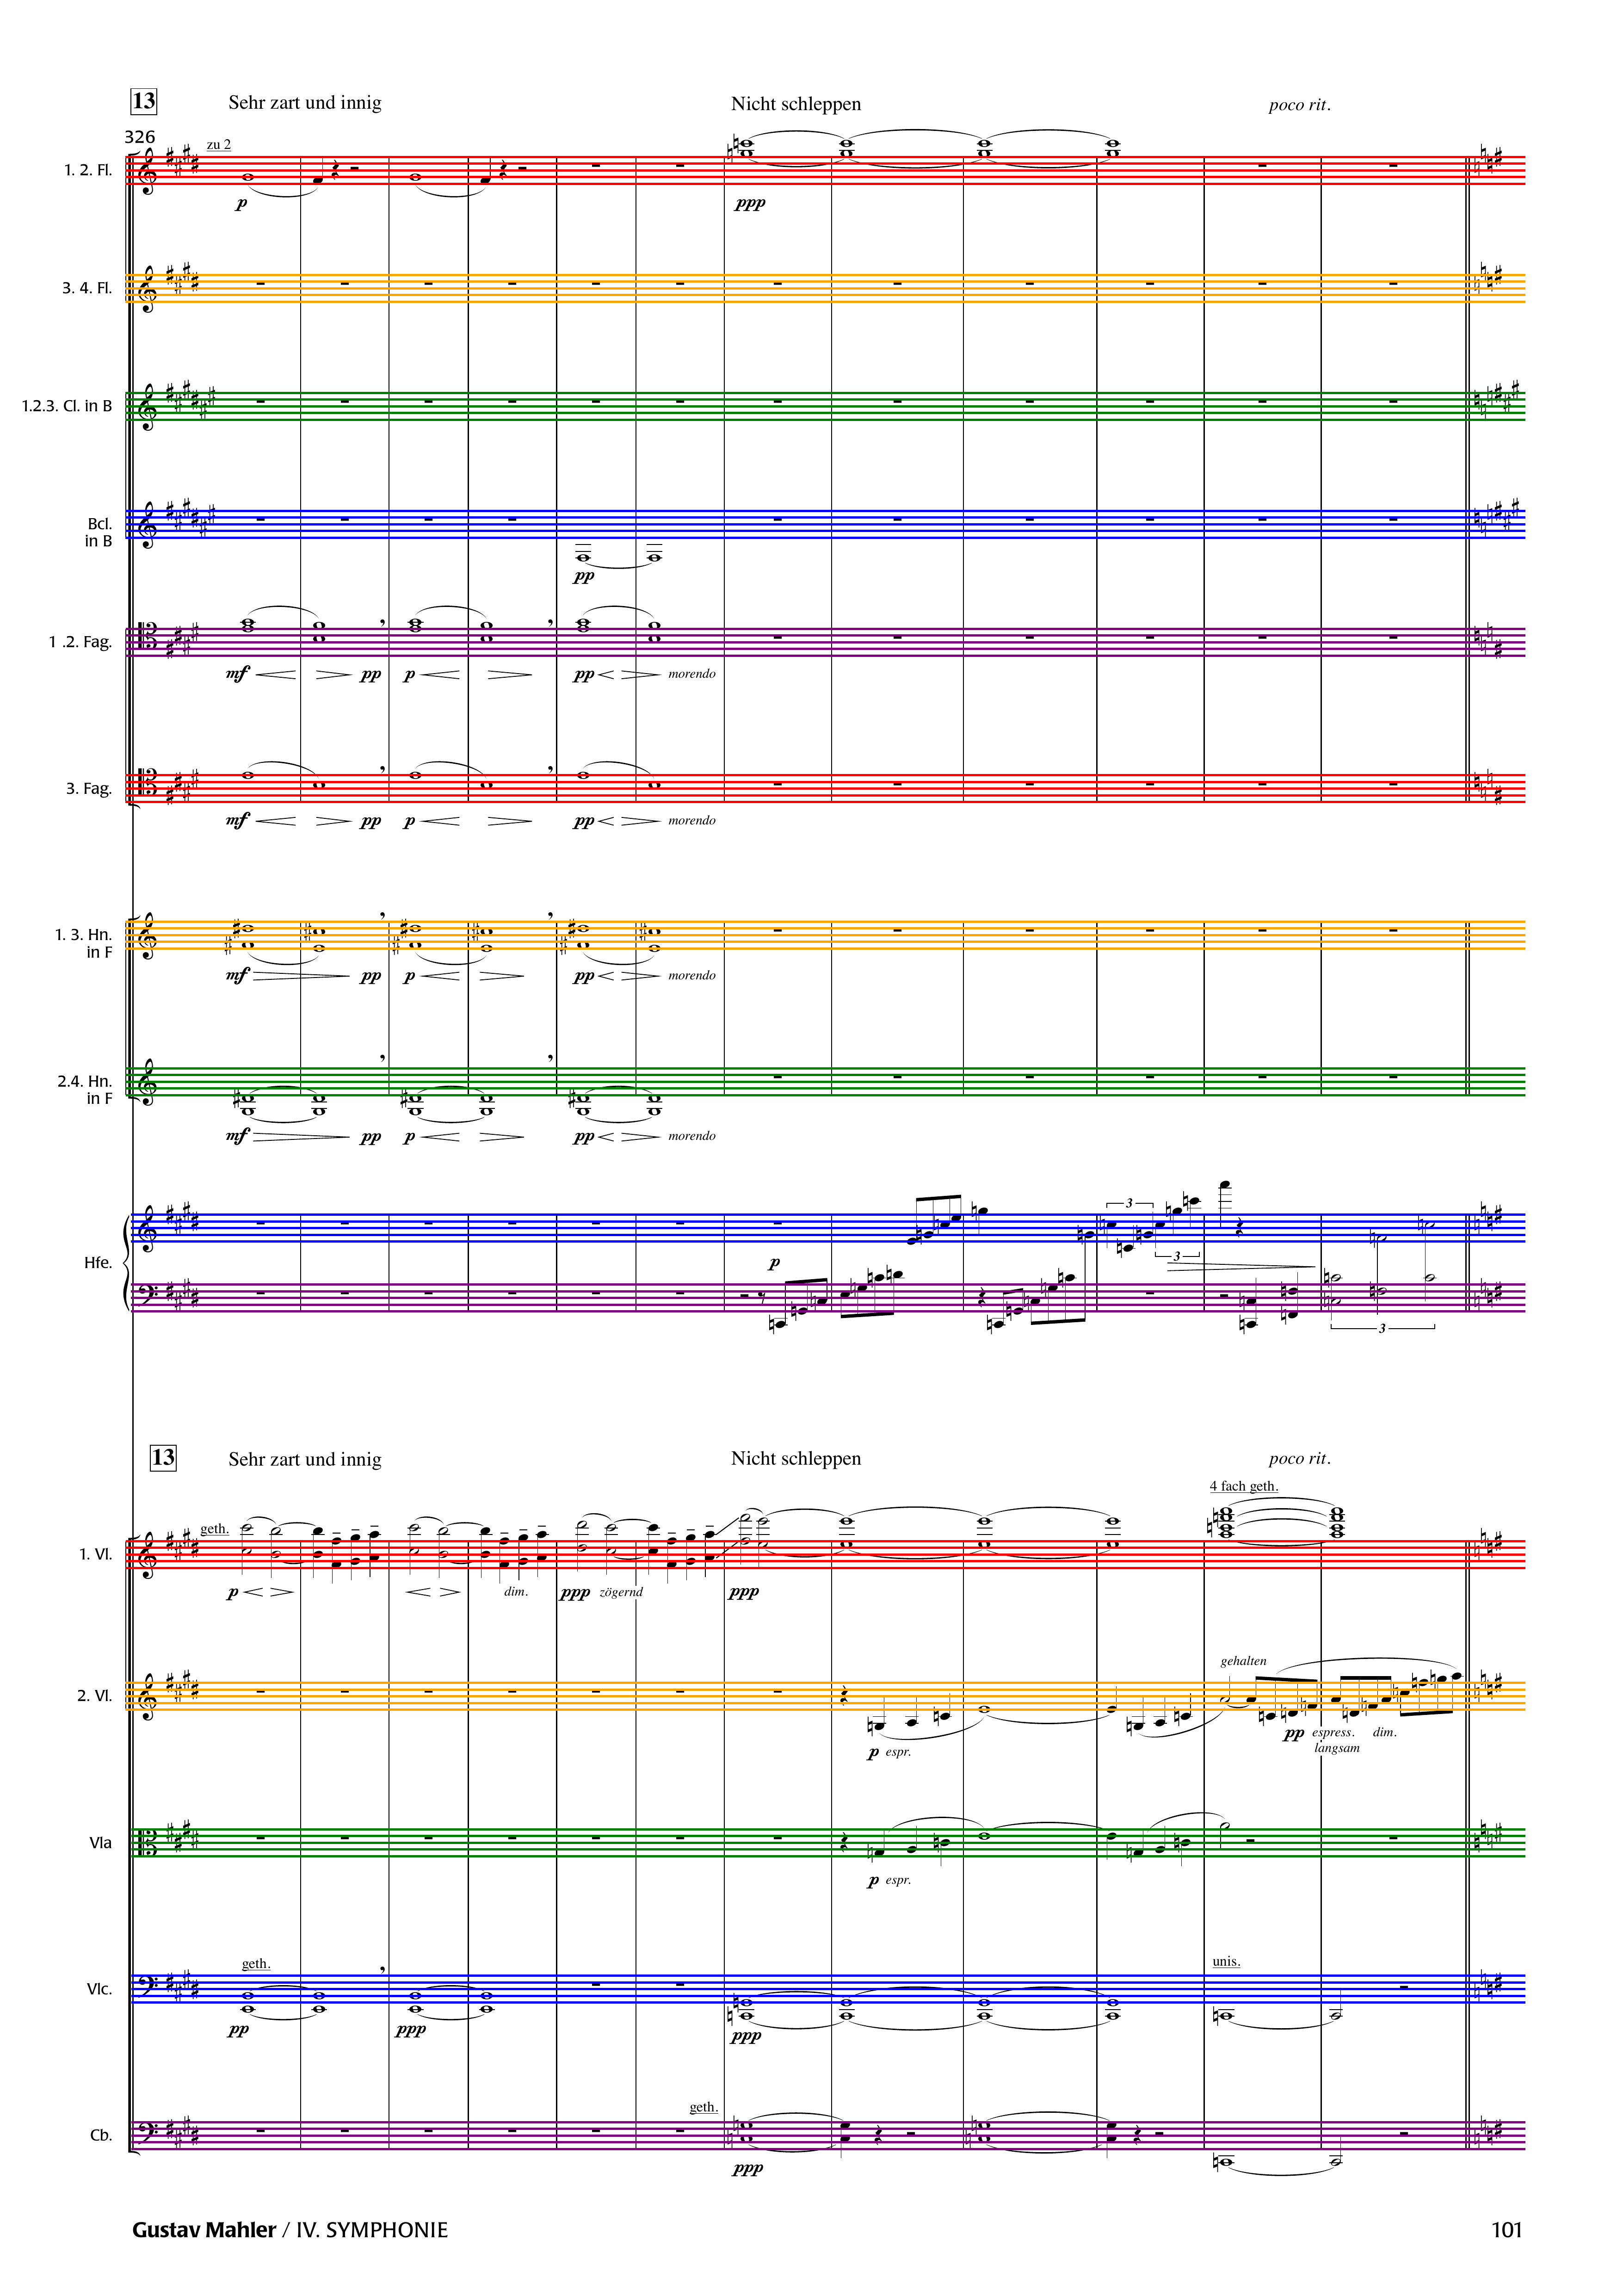 13 Sehr zart und innig Nicht schleppen poco rit.
326
zu 2
1. 2. Fl.
p ppp
3. 4. Fl.
1.2.3. Cl. in B
Bcl.
in B
pp
1 .2. Fag.
mf pp p pp morendo
3. Fag.
mf pp p pp morendo
1. 3. Hn.
in F
mf pp p pp morendo
2.4. Hn.
in F
mf pp p pp morendo
3
3
p
Hfe.
3
13 Sehr zart und innig Nicht schleppen poco rit.
4 fach geth.
geth.
1. Vl.
p dim. ppp zögernd ppp
gehalten
2. Vl.
pp espress. dim.
langsam
p espr.
Vla
p espr.
geth. unis.
Vlc.
pp ppp ppp
geth.
Cb.
ppp
Gustav Mahler / IV. SYMPHONIE 101